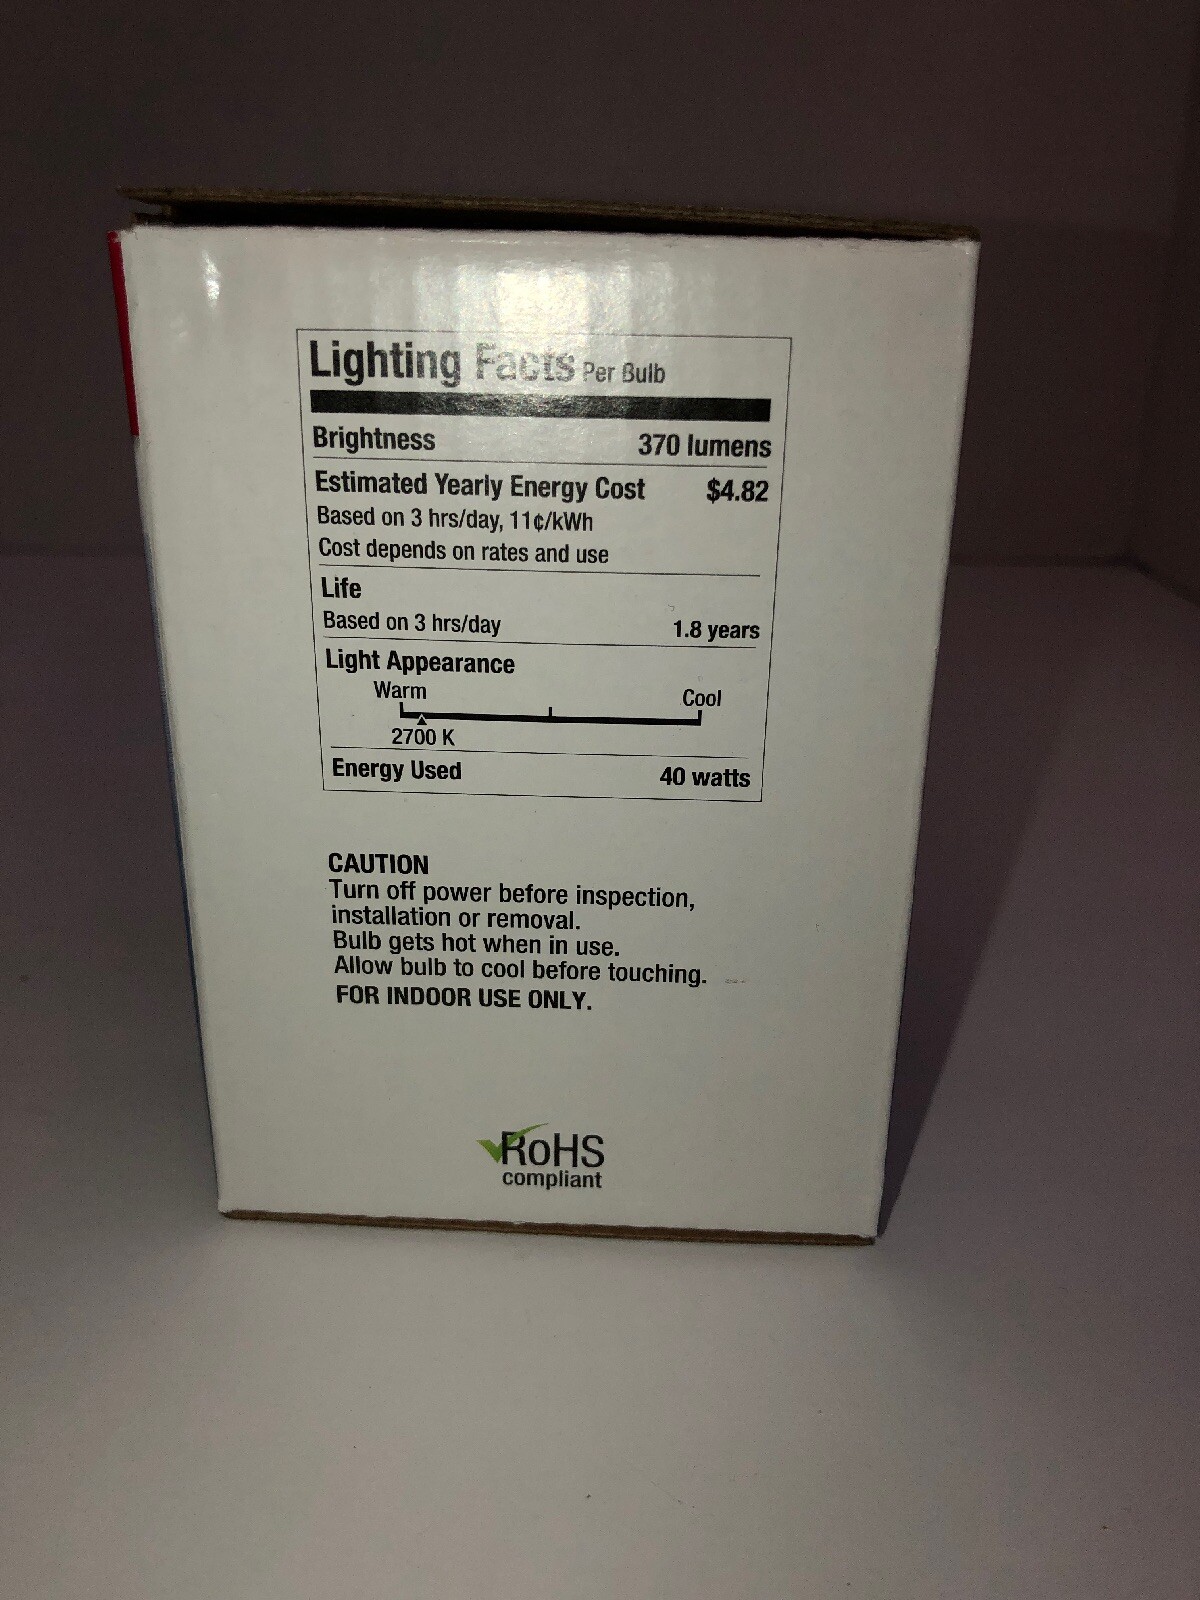 Lighting Facts Per Bulb
Brightness 370 lumens
Estimated Yearly Energy Cost $4.82
Based on 3 hrs/day, 11¢/kWh
Cost depends on rates and use
Life
Based on 3 hrs/day 1.8 years
Light Appearance
Warm Cool
2700 K
Energy Used 40 watts
CAUTION
Turn off power before inspection,
installation or removal.
Bulb gets hot when in use.
Allow bulb to cool before touching.
FOR INDOOR USE ONLY.
RoHS
compliant